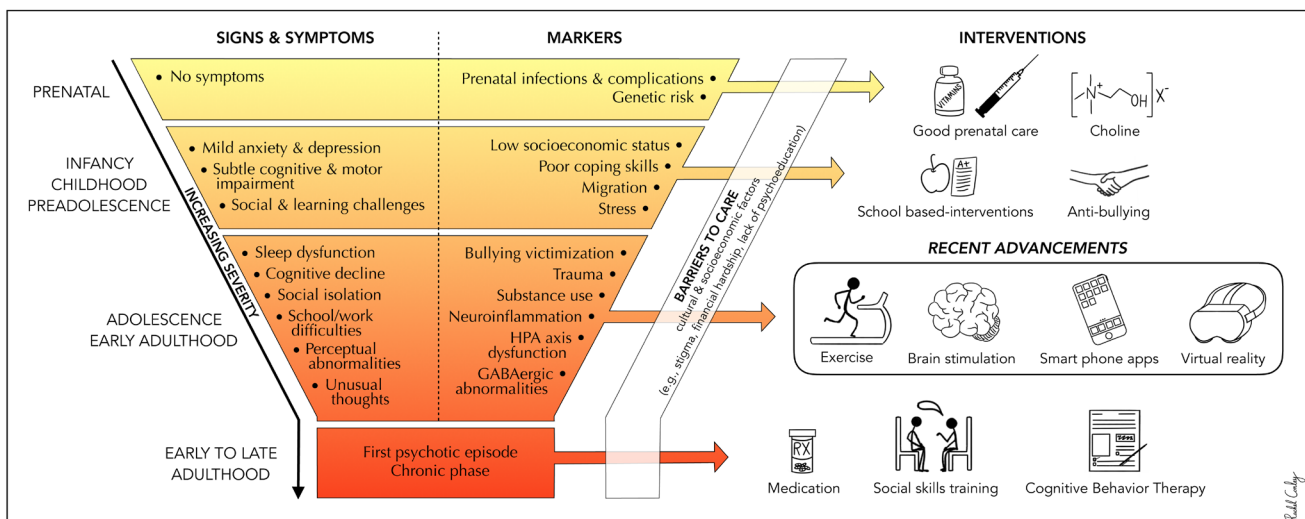 SIGNS & SYMPTOMS
MARKERS
INTERVENTIONS
PRENATAL
• No symptoms
Prenatal infections & complications •
Genetic risk •
VITAMINS
Good prenatal care
N+
OH
X-
Choline
INFANCY
CHILDHOOD
PREADOLESCENCE
• Mild anxiety & depression
• Subtle cognitive & motor
impairment
• Social & learning challenges
Low socioeconomic status •
Poor coping skills •
Migration •
Stress •
A+
School based-interventions
Anti-bullying
INCREASING SEVERITY
BARRIERS TO CARE
cultural & socioeconomic factors
(e.g., stigma, financial hardship, lack of psychoeducation)
ADOLESCENCE
EARLY ADULTHOOD
• Sleep dysfunction
• Cognitive decline
• Social isolation
• School/work
difficulties
• Perceptual
abnormalities
• Unusual
thoughts
Bullying victimization •
Trauma •
Substance use •
Neuroinflammation •
HPA axis •
dysfunction
GABAergic •
abnormalities
RECENT ADVANCEMENTS
Exercise
Brain stimulation
Smart phone apps
Virtual reality
EARLY TO LATE
ADULTHOOD
First psychotic episode
Chronic phase
RX
Medication
Social skills training
Cognitive Behavior Therapy